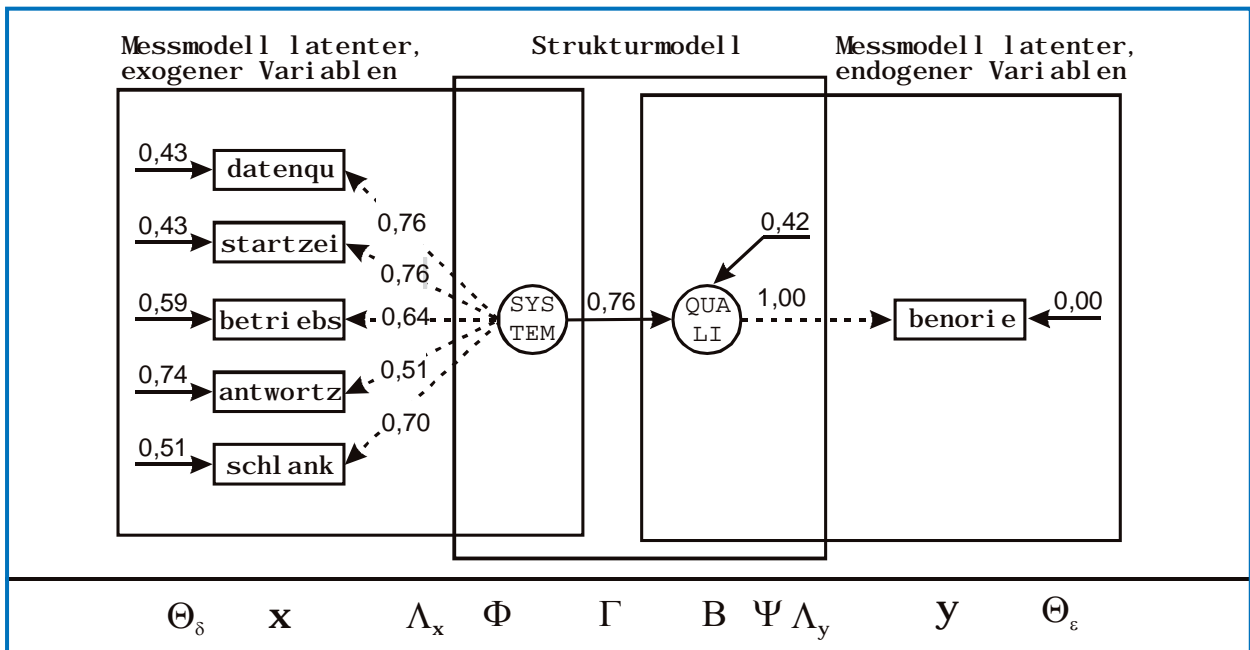 Messmodell latenter,
exogener Variablen
Strukturmodell
Messmodell latenter,
endogener Variablen
0,43
datenqu
0,76
0,43
startzei
0,76
0,42
0,59
betriebs
0,64
SYS
TEM
0,76
QUA
LI
1,00
benorie
0,00
0,74
antwortz
0,51
0,70
0,51
schlank
Θδ x Λx Φ Γ B Ψ Λy y Θε